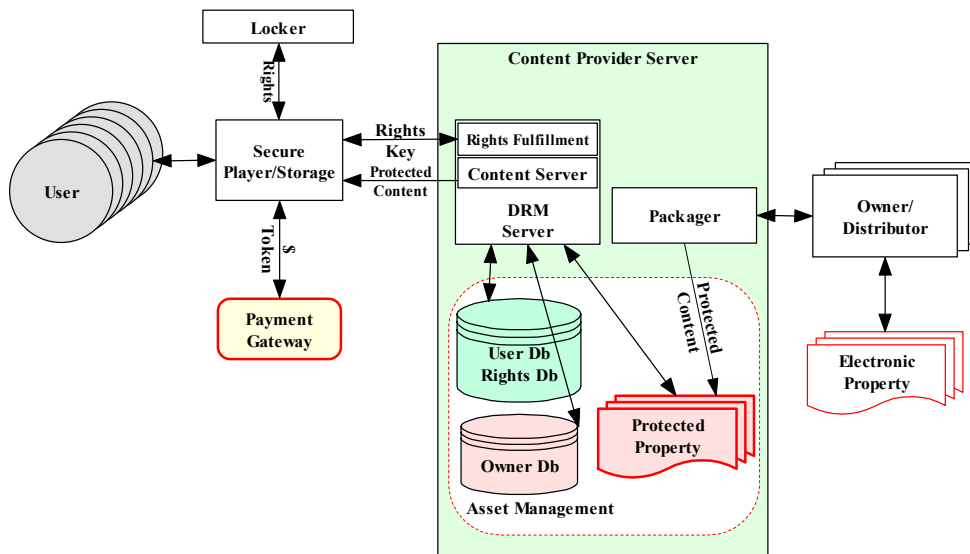 Locker
Rights
Content Provider Server
User
Secure
Player/Storage
Rights
Key
Protected
Content
Rights Fulfillment
Content Server
DRM
Server
Packager
Owner/
Distributor
$
Token
Payment
Gateway
Protected
Content
User Db
Rights Db
Electronic
Property
Protected
Property
Owner Db
Asset Management